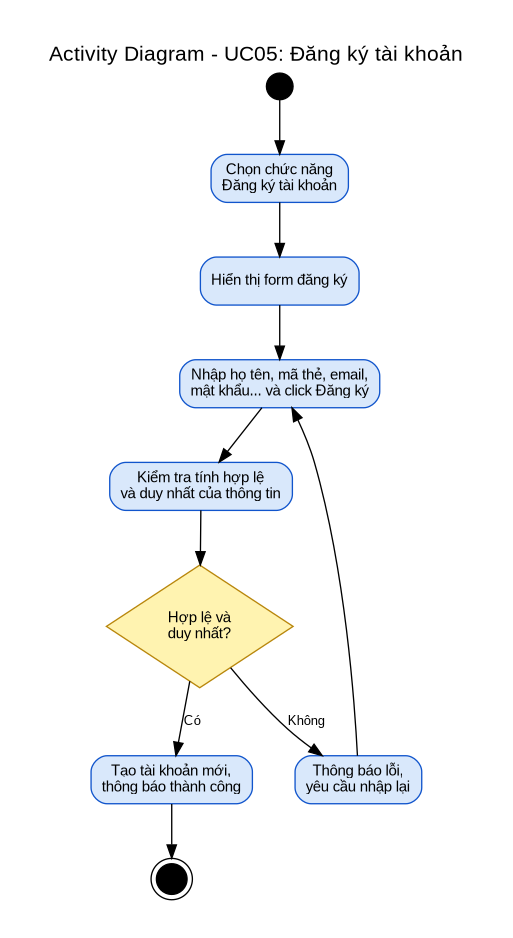 Activity Diagram - UC05: Đăng ký tài khoản
Chọn chức năng
Đăng ký tài khoản
Hiển thị form đăng ký
Nhập họ tên, mã thẻ, email,
mật khẩu... và click Đăng ký
Kiểm tra tính hợp lệ
và duy nhất của thông tin
Hợp lệ và
duy nhất?
Có
Không
Tạo tài khoản mới,
thông báo thành công
Thông báo lỗi,
yêu cầu nhập lại